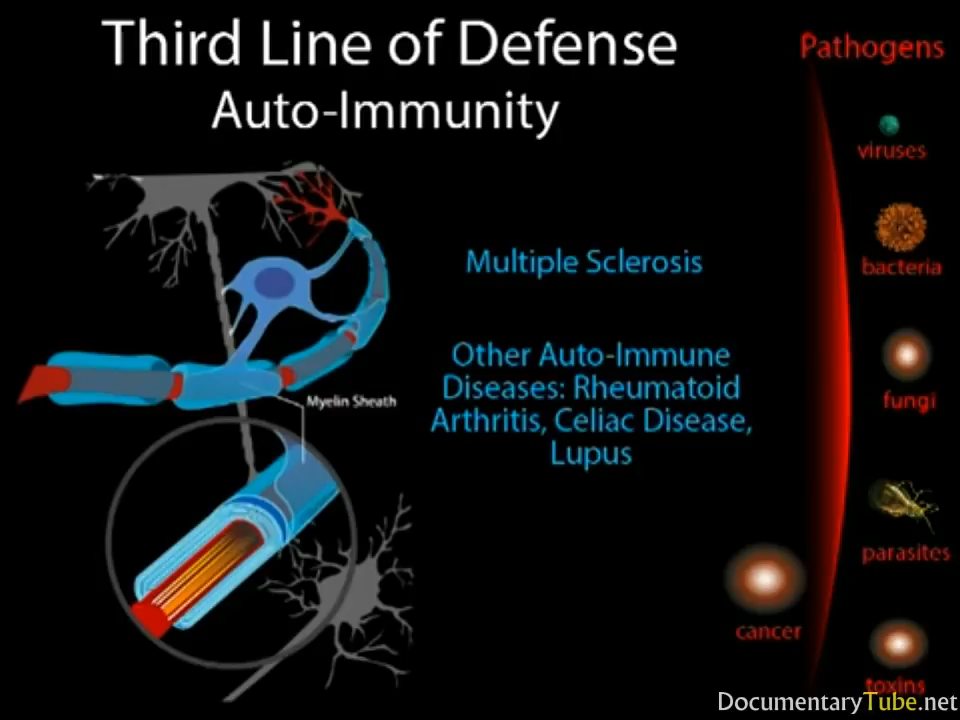 Third Line of Defense
Auto-Immunity
Pathogens
viruses
bacteria
Multiple Sclerosis
Other Auto-Immune
Diseases: Rheumatoid
Arthritis, Celiac Disease,
Lupus
Myelin Sheath
fungi
parasites
cancer
toxins
DocumentaryTube.net